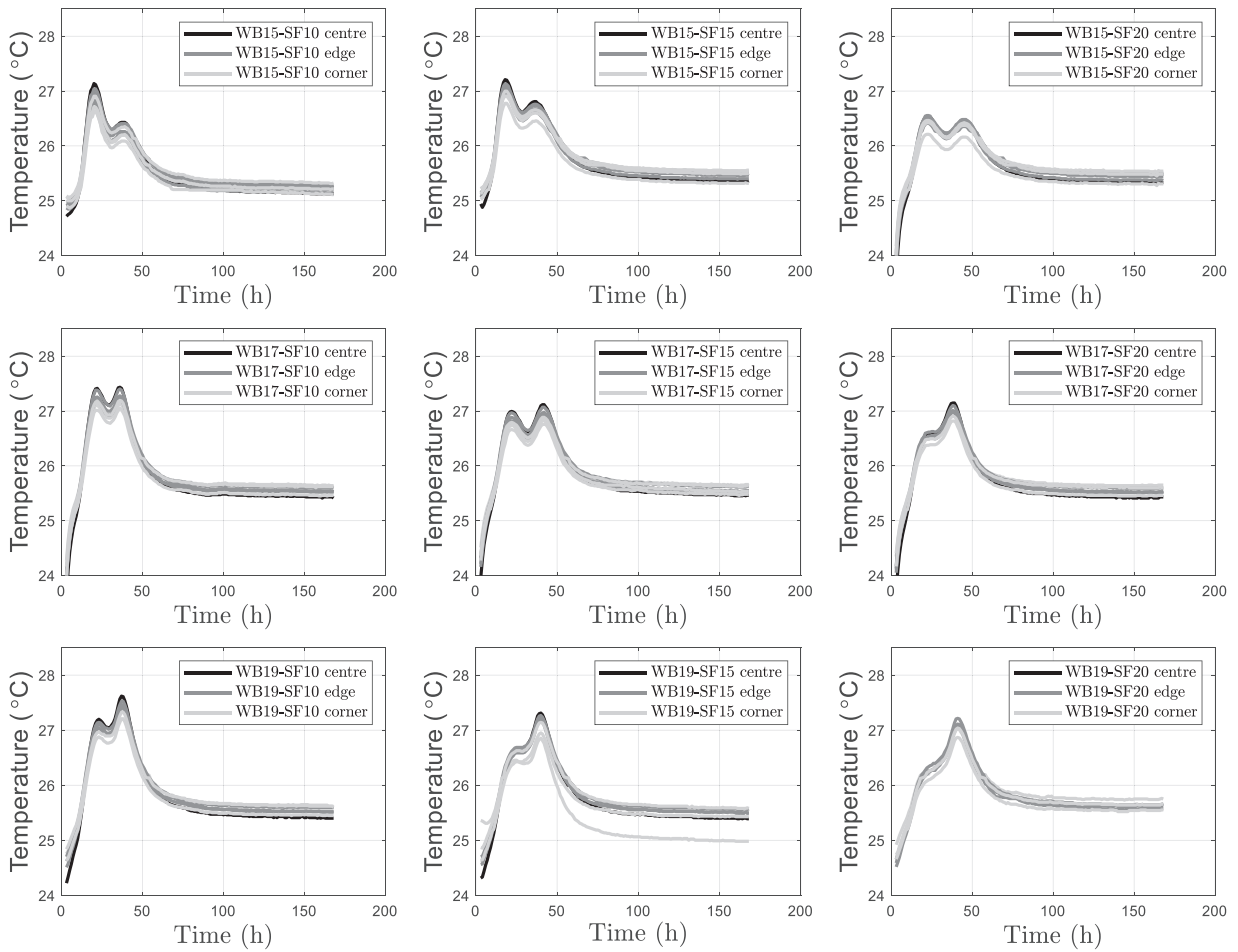 28
27
26
25
24
0
50
100
150
200
Temperature (°C)
Time (h)
WB15-SF10 centre
WB15-SF10 edge
WB15-SF10 corner
28
27
26
25
24
0
50
100
150
200
Temperature (°C)
Time (h)
WB15-SF15 centre
WB15-SF15 edge
WB15-SF15 corner
28
27
26
25
24
0
50
100
150
200
Temperature (°C)
Time (h)
WB15-SF20 centre
WB15-SF20 edge
WB15-SF20 corner
28
27
26
25
24
0
50
100
150
200
Temperature (°C)
Time (h)
WB17-SF10 centre
WB17-SF10 edge
WB17-SF10 corner
28
27
26
25
24
0
50
100
150
200
Temperature (°C)
Time (h)
WB17-SF15 centre
WB17-SF15 edge
WB17-SF15 corner
28
27
26
25
24
0
50
100
150
200
Temperature (°C)
Time (h)
WB17-SF20 centre
WB17-SF20 edge
WB17-SF20 corner
28
27
26
25
24
0
50
100
150
200
Temperature (°C)
Time (h)
WB19-SF10 centre
WB19-SF10 edge
WB19-SF10 corner
28
27
26
25
24
0
50
100
150
200
Temperature (°C)
Time (h)
WB19-SF15 centre
WB19-SF15 edge
WB19-SF15 corner
28
27
26
25
24
0
50
100
150
200
Temperature (°C)
Time (h)
WB19-SF20 centre
WB19-SF20 edge
WB19-SF20 corner